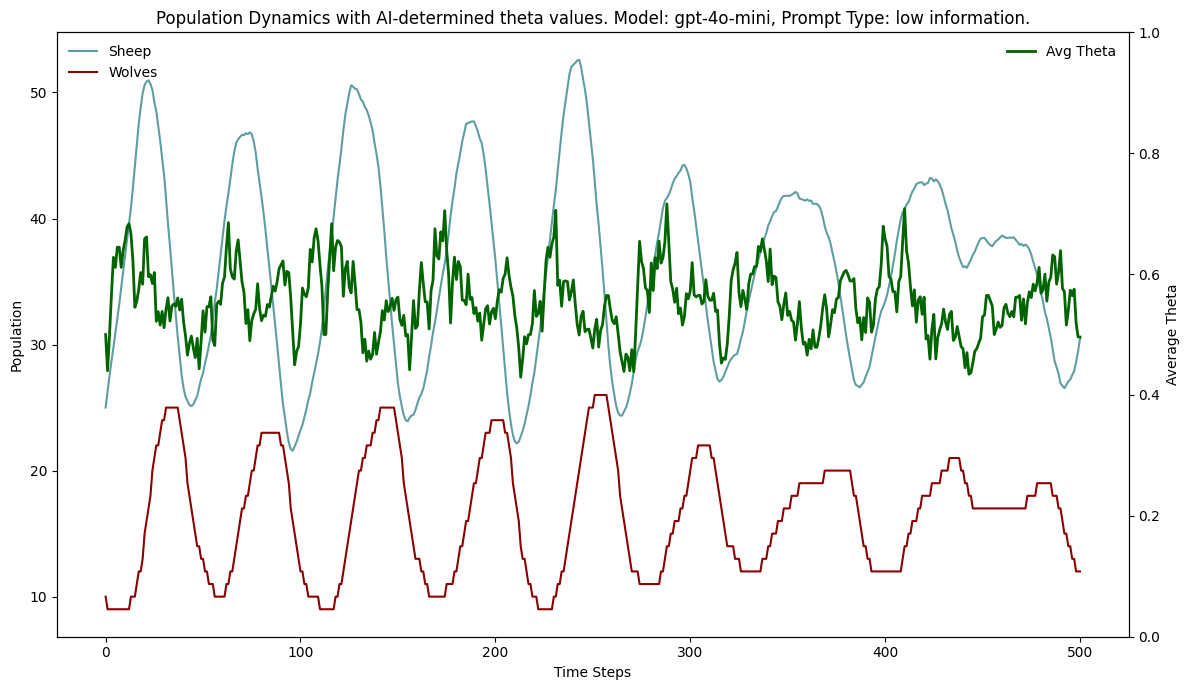 Population Dynamics with AI-determined theta values. Model: gpt-4o-mini, Prompt Type: low information.
Sheep
Wolves
Avg Theta
Population
50
40
30
20
10
1.0
0.8
0.6
0.4
0.2
0.0
Average Theta
0 100 200 300 400 500
Time Steps